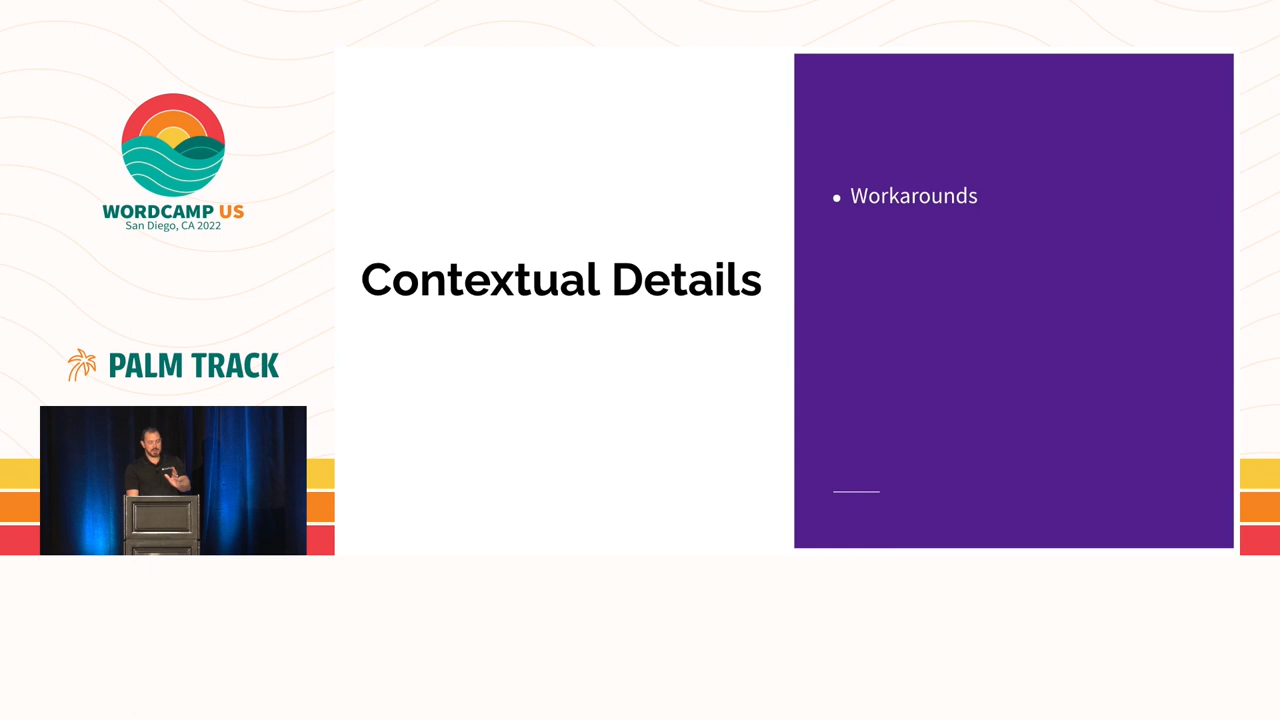 WORDCAMP US
San Diego, CA 2022
PALM TRACK
Contextual Details
Workarounds